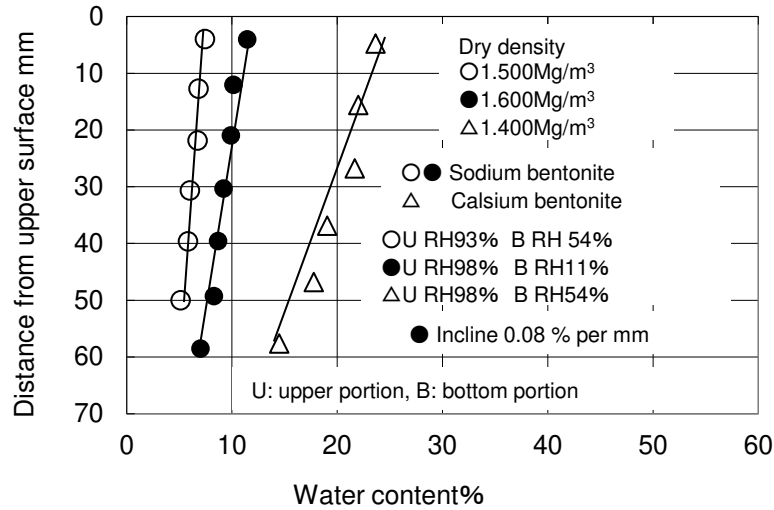 Distance from upper surface mm
0
10
20
30
40
50
60
70
Dry density
○1.500Mg/m³
●1.600Mg/m³
△1.400Mg/m³
○●Sodium bentonite
△ Calsium bentonite
○U RH93% B RH 54%
●U RH98% B RH11%
△U RH98% B RH54%
● Incline 0.08 % per mm
U: upper portion, B: bottom portion
0 10 20 30 40 50 60
Water content%